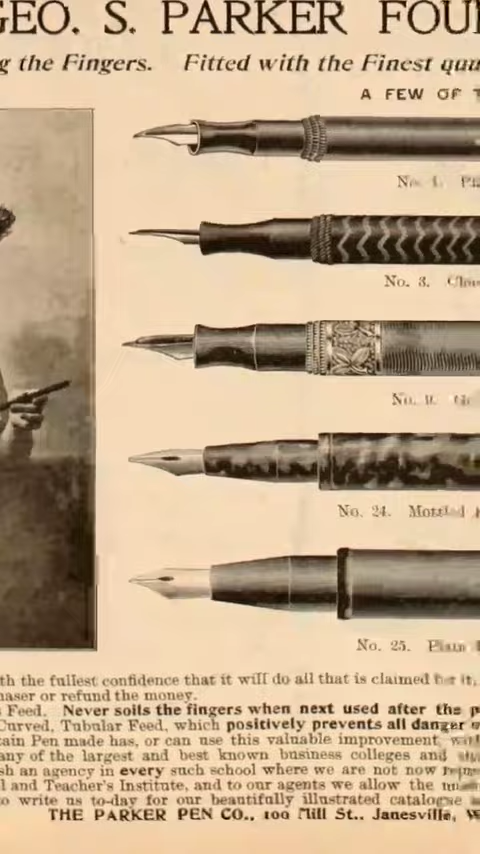 GEO. S. PARKER FOU
g the Fingers. Fitted with the Finest qua
A FEW OF T
No. 3.
No. 24. Mottled
No. 25. Plain
th the fullest confidence that it will do all that is claimed for it,
haser or refund the money.
Feed. Never soils the fingers when next used after the p
Curved, Tubular Feed, which positively prevents all danger
tain Pen made has, or can use this valuable improvement,
any of the largest and best known business colleges and
sh an agency in every such school where we are not now
l and Teacher's Institute, and to our agents we allow the
o write us to-day for our beautifully illustrated catalogue
THE PARKER PEN CO., 100 Mill St., Janesville, W